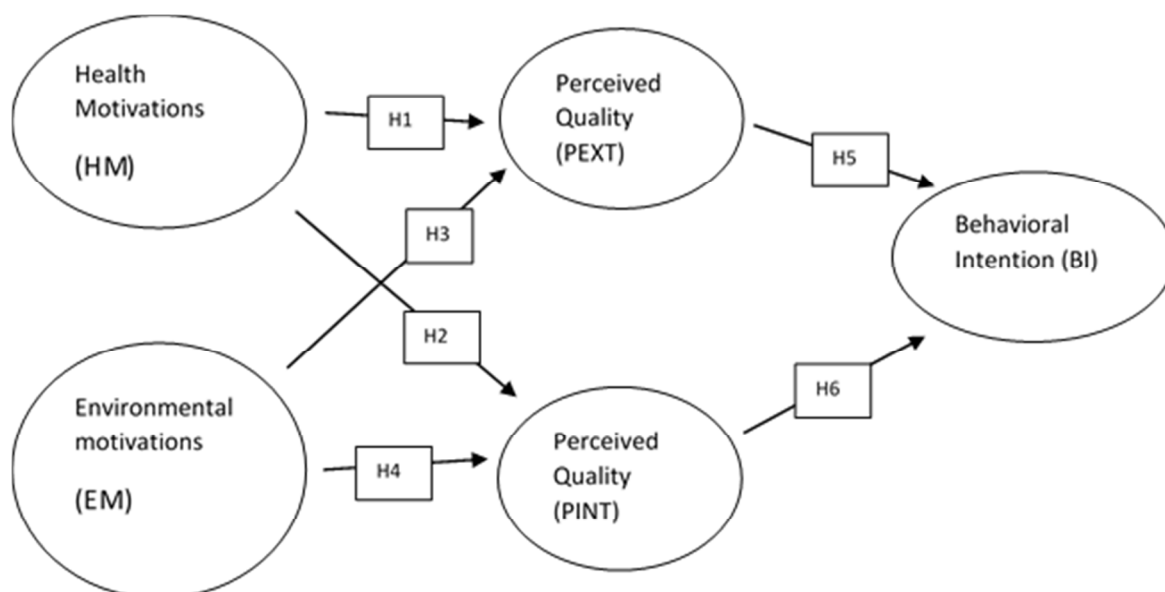 Health
Motivations
(HM)
H1
Perceived
Quality
(PEXT)
H5
H3
Behavioral
Intention (BI)
H2
Environmental
motivations
(EM)
H4
Perceived
Quality
(PINT)
H6